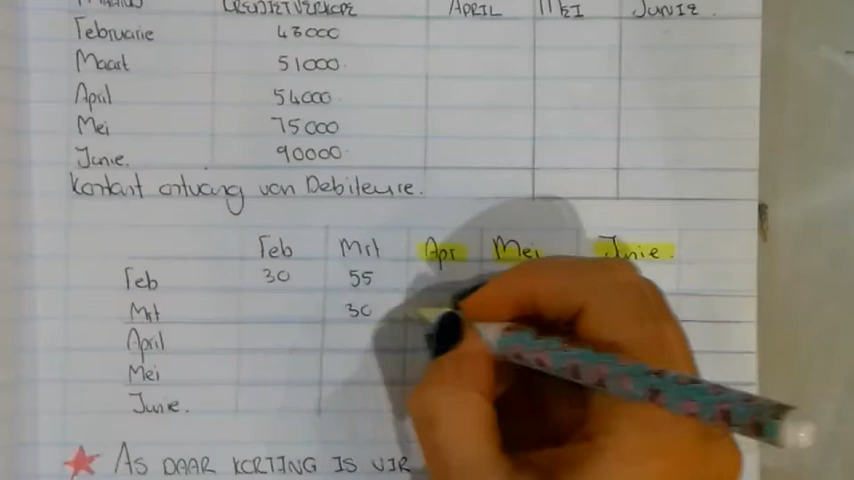 KREDIETVERKOPE APRIL MEI JUNIE.
Februarie 48000
Maart 51000
April 54000
Mei 75000
Junie. 90000
Kontant ontvang van Debiteure.
Feb Mrt Apr Mei Junie.
Feb 30 55
Mrt 30
April
Mei
Junie.
AS DAAR KORTING IS VIR